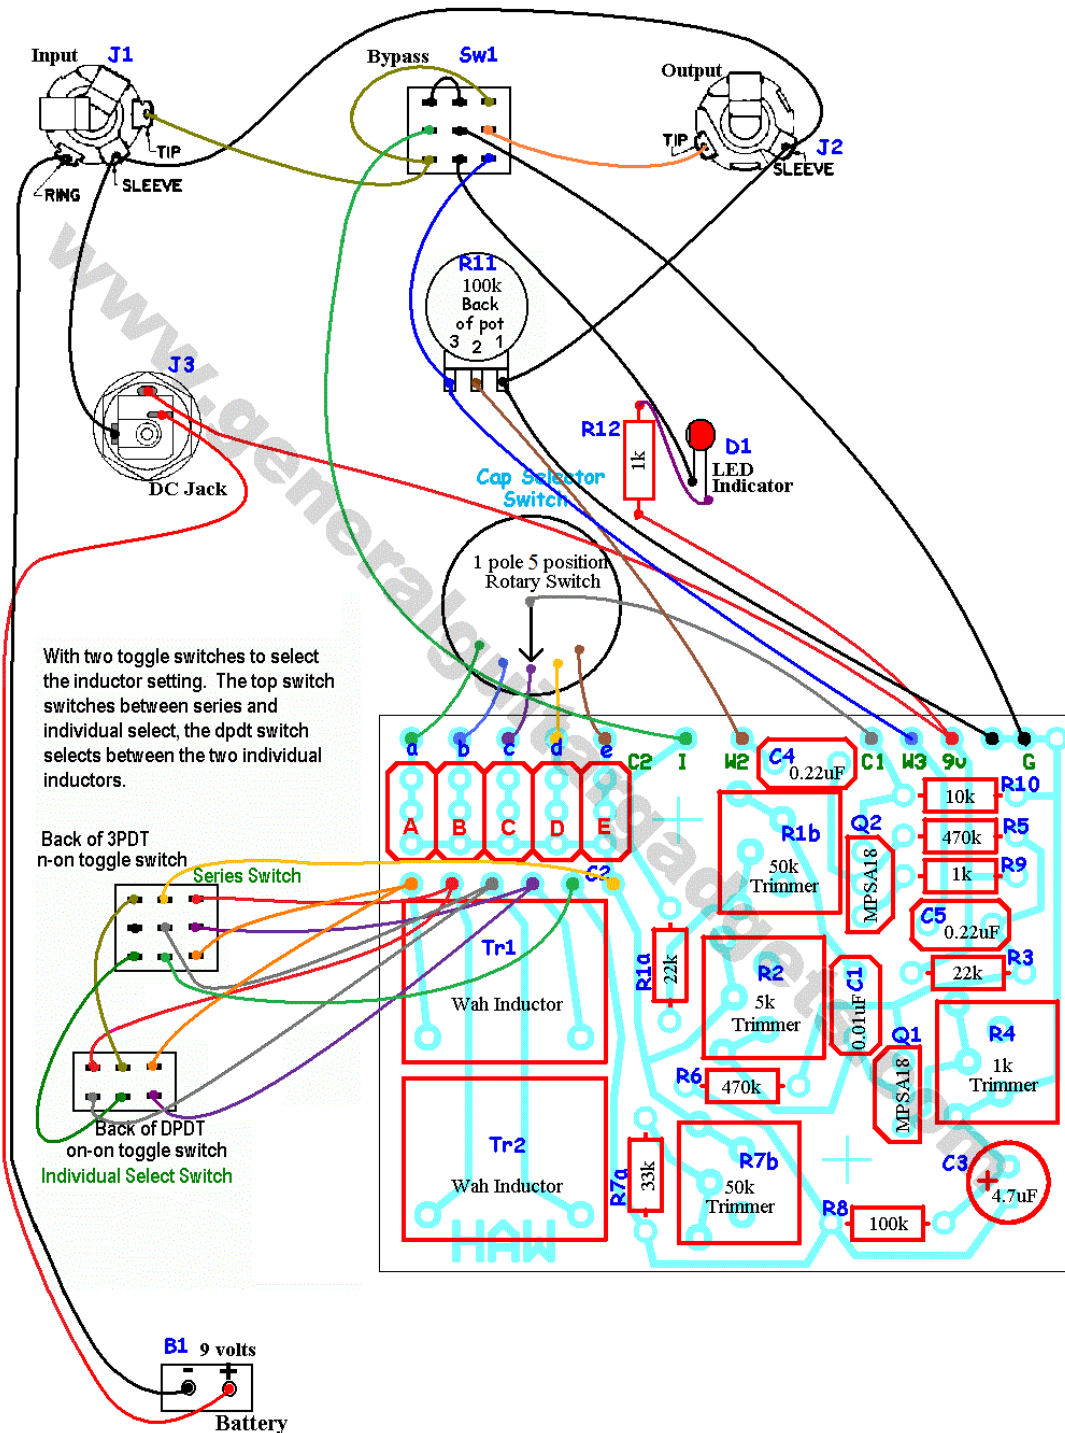 Input
J1
Bypass
Sw1
Output
TIP
RING
SLEEVE
TIP
J2
SLEEVE
R11
100k
Back
of pot
3 2 1
J3
DC Jack
R12
1k
D1
LED
Indicator
Cap Selector
Switch
1 pole 5 position
Rotary Switch
www.generalguitargadgets.com
With two toggle switches to select
the inductor setting. The top switch
switches between series and
individual select, the dpdt switch
selects between the two individual
inductors.
a b c d e
C2 I W2 C1 W3 9v G
A B C D E
C4
0.22uF
R10
10k
R1b
50k
Trimmer
Q2
MPSA18
R5
470k
R9
1k
C5
0.22uF
C2
Back of 3PDT
n-on toggle switch
Series Switch
Tr1
Wah Inductor
R1a
22k
R2
5k
Trimmer
C1
0.01uF
R3
22k
Q1
MPSA18
R4
1k
Trimmer
R6
470k
Back of DPDT
on-on toggle switch
Individual Select Switch
Tr2
Wah Inductor
R7a
33k
R7b
50k
Trimmer
C3
+
4.7uF
R8
100k
HAW
B1
9 volts
- +
Battery